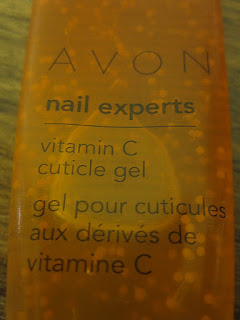 AVON
nail experts
vitamin C
cuticle gel
gel pour cuticules
aux dérivés de
vitamine C